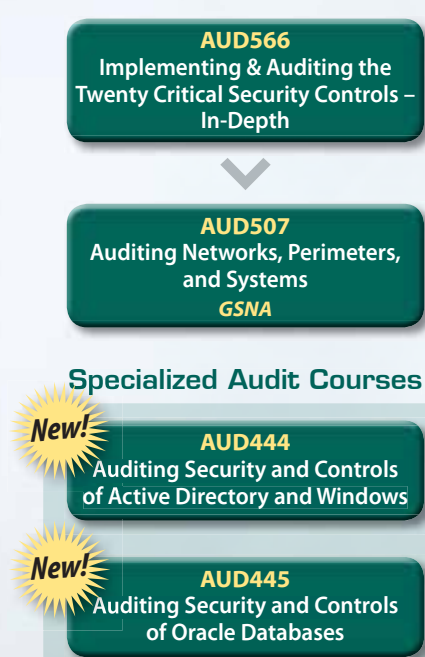 AUD566
Implementing & Auditing the
Twenty Critical Security Controls –
In-Depth
AUD507
Auditing Networks, Perimeters,
and Systems
GSNA
Specialized Audit Courses
New!
AUD444
Auditing Security and Controls
of Active Directory and Windows
New!
AUD445
Auditing Security and Controls
of Oracle Databases